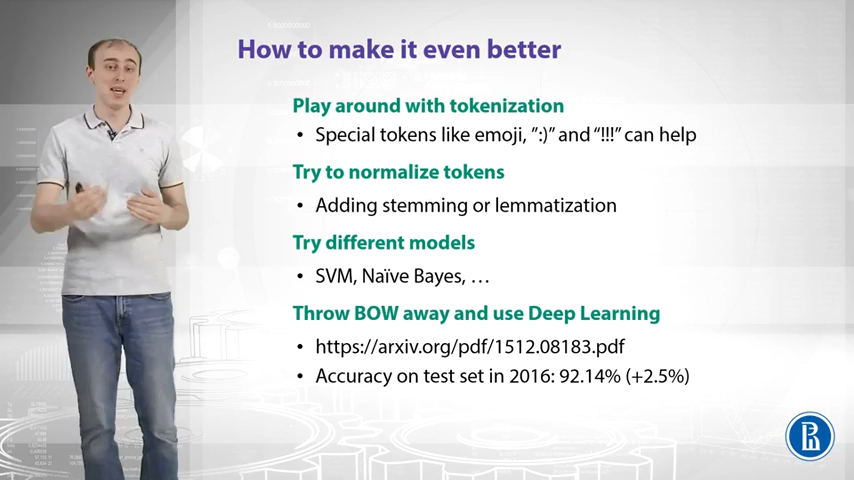 How to make it even better
Play around with tokenization
• Special tokens like emoji, ”:)” and “!!!” can help
Try to normalize tokens
• Adding stemming or lemmatization
Try different models
• SVM, Naïve Bayes, …
Throw BOW away and use Deep Learning
• https://arxiv.org/pdf/1512.08183.pdf
• Accuracy on test set in 2016: 92.14% (+2.5%)